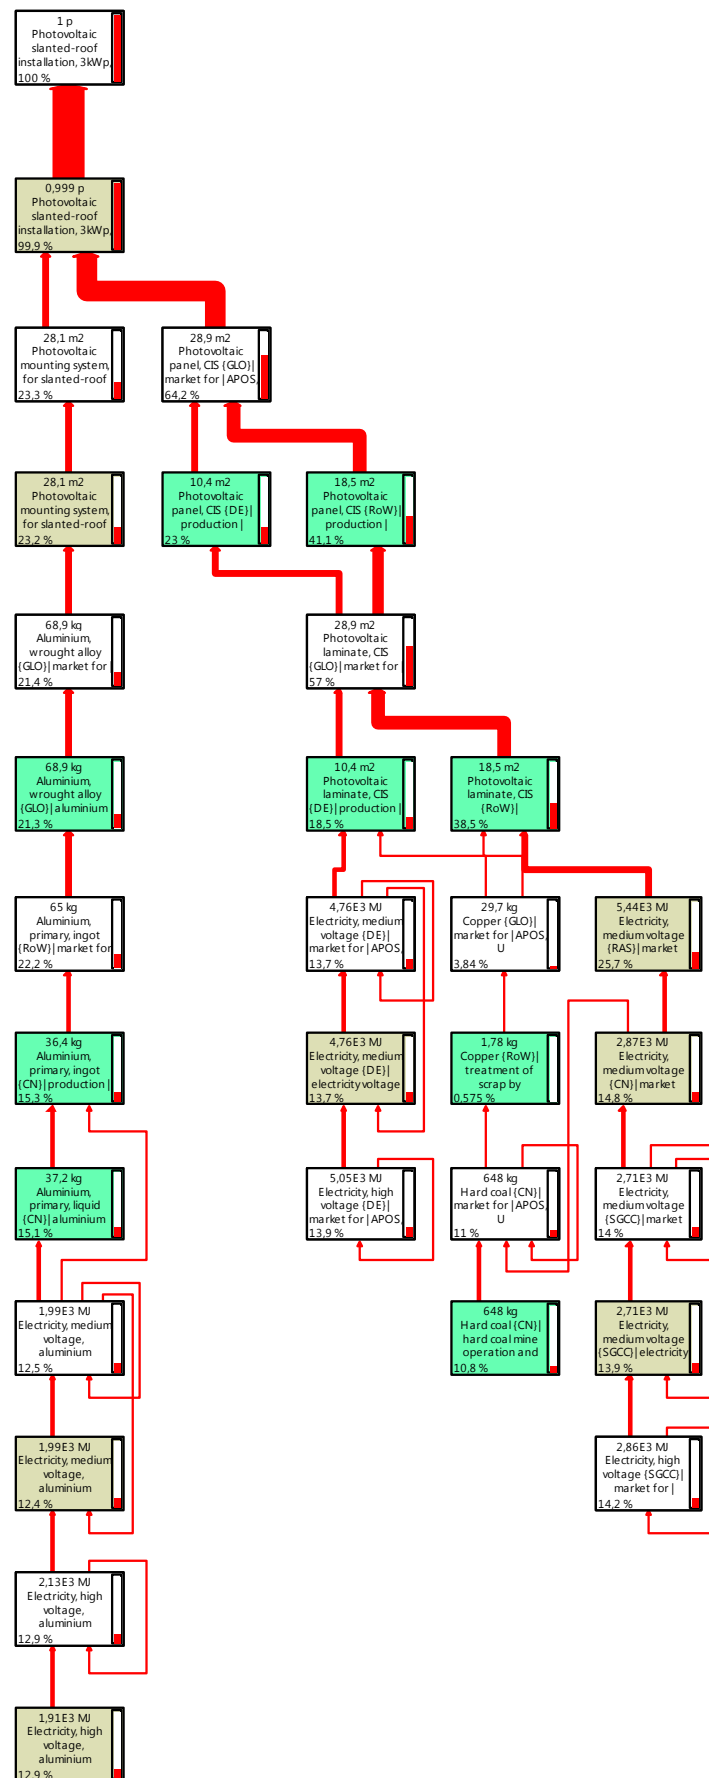 1 p
Photovoltaic
slanted-roof
installation, 3kWp,
100 %
0,999 p
Photovoltaic
slanted-roof
installation, 3kWp,
99,9 %
28,1 m2
Photovoltaic
mounting system,
for slanted-roof
23,3 %
28,9 m2
Photovoltaic
panel, CIS {GLO}|
market for | APOS,
64,2 %
28,1 m2
Photovoltaic
mounting system,
for slanted-roof
23,2 %
10,4 m2
Photovoltaic
panel, CIS {DE}|
production |
23 %
18,5 m2
Photovoltaic
panel, CIS {RoW}|
production |
41,1 %
68,9 kg
Aluminium,
wrought alloy
{GLO}| market for |
21,4 %
28,9 m2
Photovoltaic
laminate, CIS
{GLO}| market for |
57 %
68,9 kg
Aluminium,
wrought alloy
{GLO}| aluminium
21,3 %
10,4 m2
Photovoltaic
laminate, CIS
{DE}| production |
18,5 %
18,5 m2
Photovoltaic
laminate, CIS
{RoW}|
38,5 %
65 kg
Aluminium,
primary, ingot
{RoW}| market for
22,2 %
4,76E3 MJ
Electricity, medium
voltage {DE}|
market for | APOS,
13,7 %
29,7 kg
Copper {GLO}|
market for | APOS,
U
3,84 %
5,44E3 MJ
Electricity,
medium voltage
{RAS}| market
25,7 %
36,4 kg
Aluminium,
primary, ingot
{CN}| production |
15,3 %
4,76E3 MJ
Electricity, medium
voltage {DE}|
electricity voltage
13,7 %
1,78 kg
Copper {RoW}|
treatment of
scrap by
0,575 %
2,87E3 MJ
Electricity,
medium voltage
{CN}| market
14,8 %
37,2 kg
Aluminium,
primary, liquid
{CN}| aluminium
15,1 %
5,05E3 MJ
Electricity, high
voltage {DE}|
market for | APOS,
13,9 %
648 kg
Hard coal {CN}|
market for | APOS,
U
11 %
2,71E3 MJ
Electricity,
medium voltage
{SGCC}| market
14 %
1,99E3 MJ
Electricity, medium
voltage,
aluminium
12,5 %
648 kg
Hard coal {CN}|
hard coal mine
operation and
10,8 %
2,71E3 MJ
Electricity,
medium voltage
{SGCC}| electricity
13,9 %
1,99E3 MJ
Electricity, medium
voltage,
aluminium
12,4 %
2,86E3 MJ
Electricity, high
voltage {SGCC}|
market for |
14,2 %
2,13E3 MJ
Electricity, high
voltage,
aluminium
12,9 %
1,91E3 MJ
Electricity, high
voltage,
aluminium
12,9 %